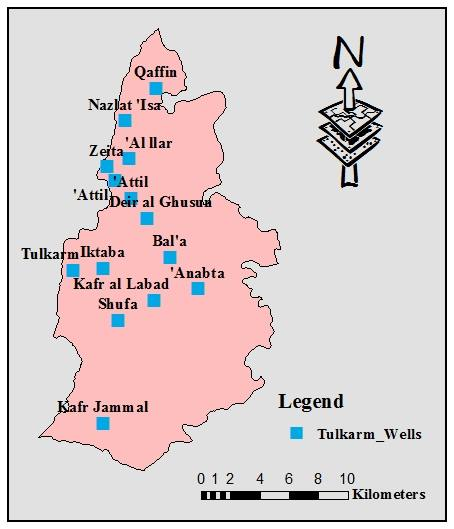 N
Qaffin
Nazlat 'Isa
'Al llar
Zeita
'Attil
'Attil
Deir al Ghusun
Bal'a
Tulkarm
Iktaba
'Anabta
Kafr al Labad
Shufa
Kafr Jammal
Legend
Tulkarm_Wells
0 1 2 4 6 8 10
Kilometers